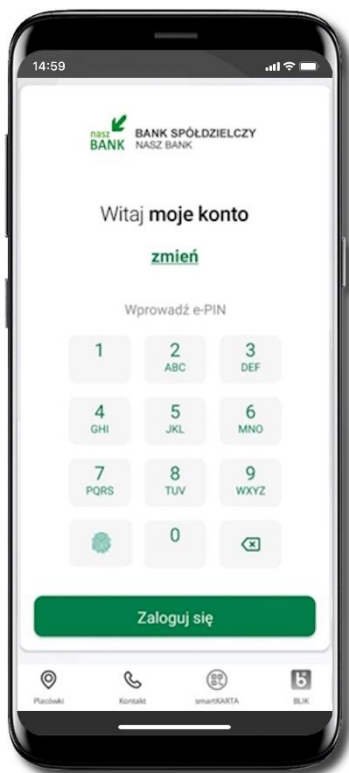 14:59
nasz
BANK
BANK SPÓŁDZIELCZY
NASZ BANK
Witaj moje konto
zmień
Wprowadź e-PIN
1 2 3
ABC DEF
4 5 6
GHI JKL MNO
7 8 9
PQRS TUV WXYZ
0
Zaloguj się
Placówki Kontakt smartKARTA BLIK